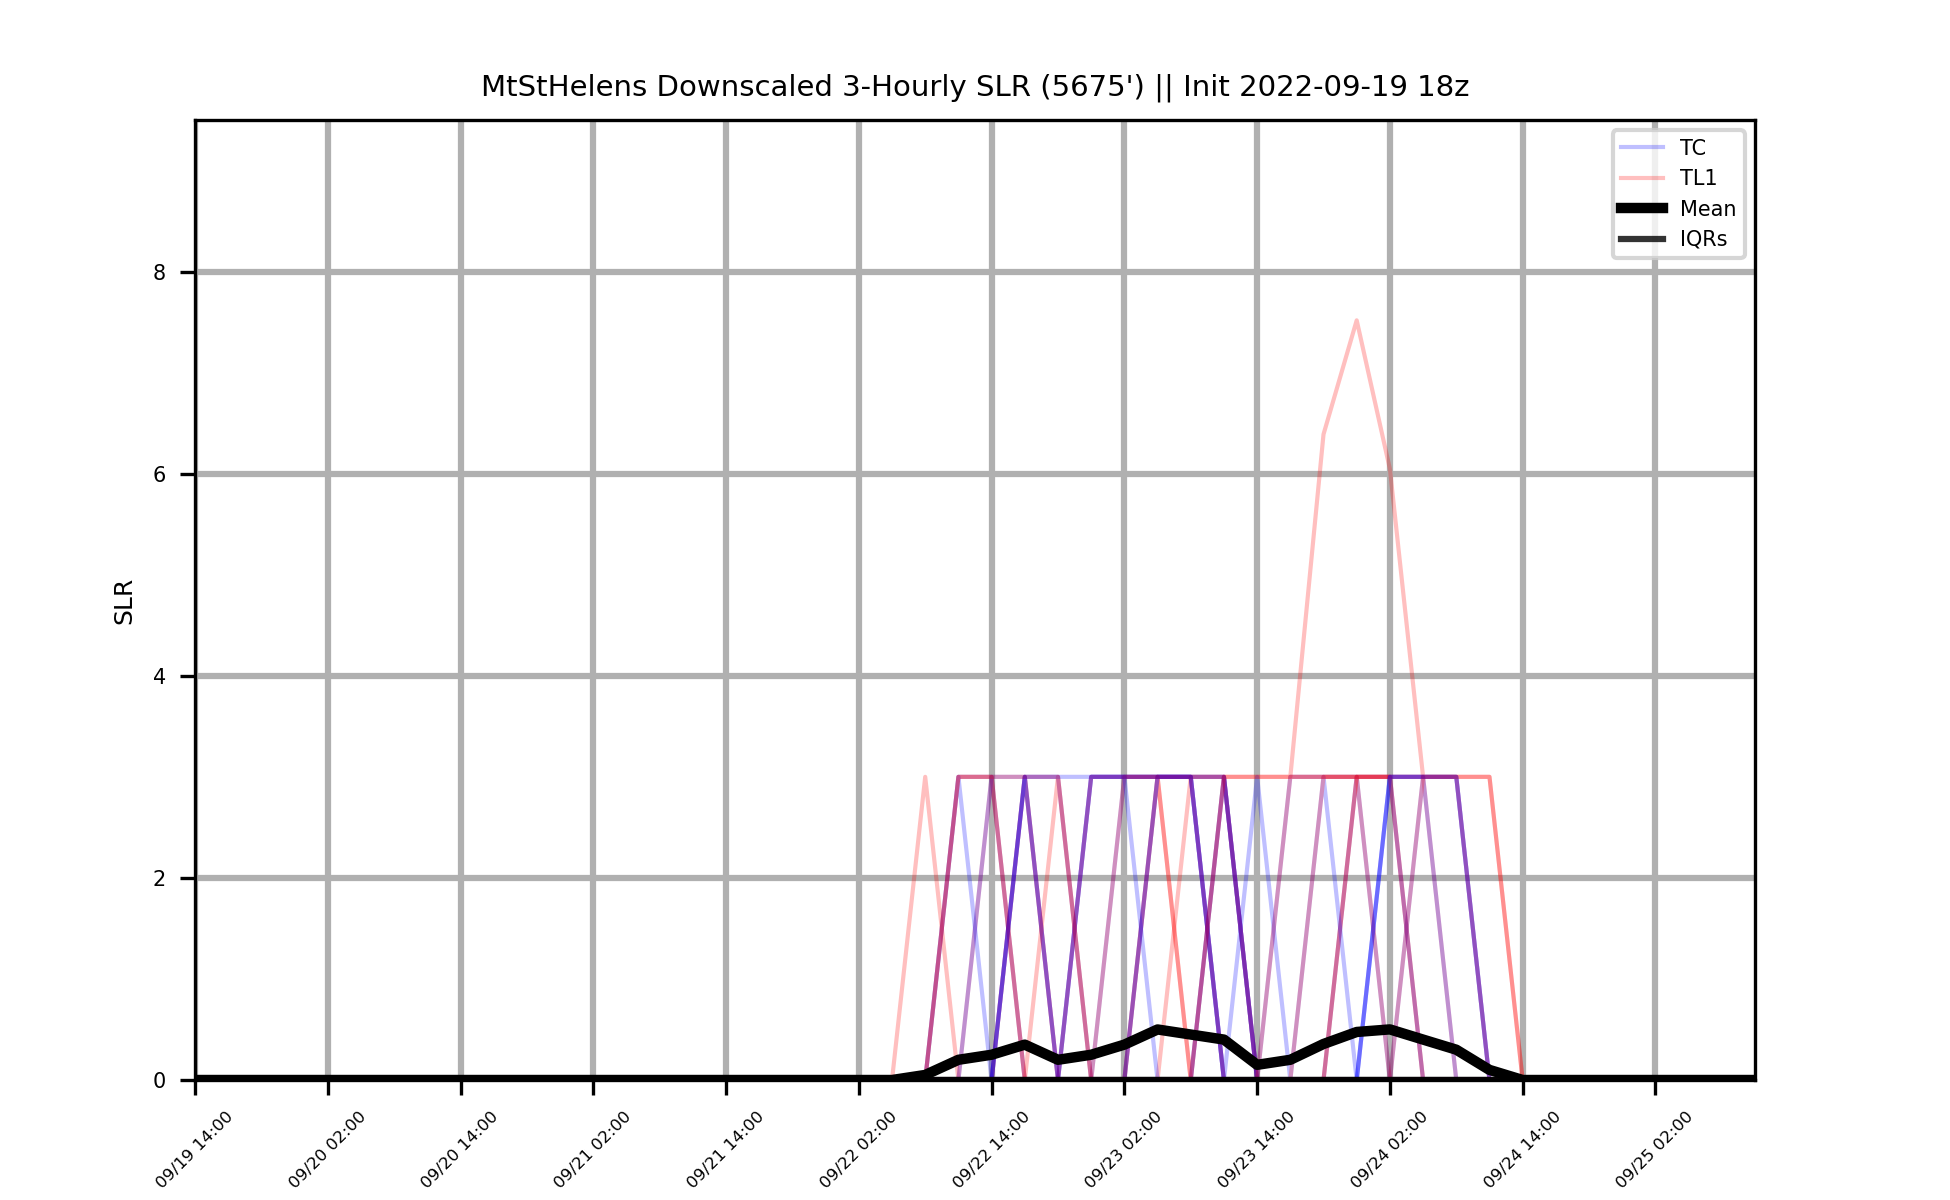 MtStHelens Downscaled 3-Hourly SLR (5675') || Init 2022-09-19 18z
TC
TL1
Mean
IQRs
SLR
8
6
4
2
0
09/19 14:00
09/20 02:00
09/20 14:00
09/21 02:00
09/21 14:00
09/22 02:00
09/22 14:00
09/23 02:00
09/23 14:00
09/24 02:00
09/24 14:00
09/25 02:00